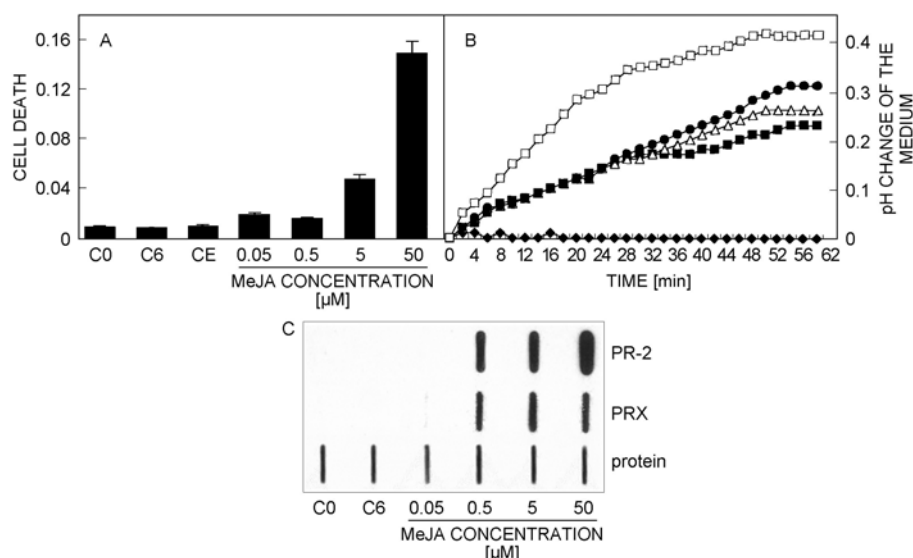 A
CELL DEATH
0.16
0.12
0.08
0.04
0
C0 C6 CE 0.05 0.5 5 50
MeJA CONCENTRATION
[µM]
B
0.4
0.3
0.2
0.1
0
pH CHANGE OF THE
MEDIUM
0 4 8 12 16 20 24 28 32 36 40 44 48 52 56 62
TIME [min]
C
PR-2
PRX
protein
C0 C6 0.05 0.5 5 50
MeJA CONCENTRATION
[µM]